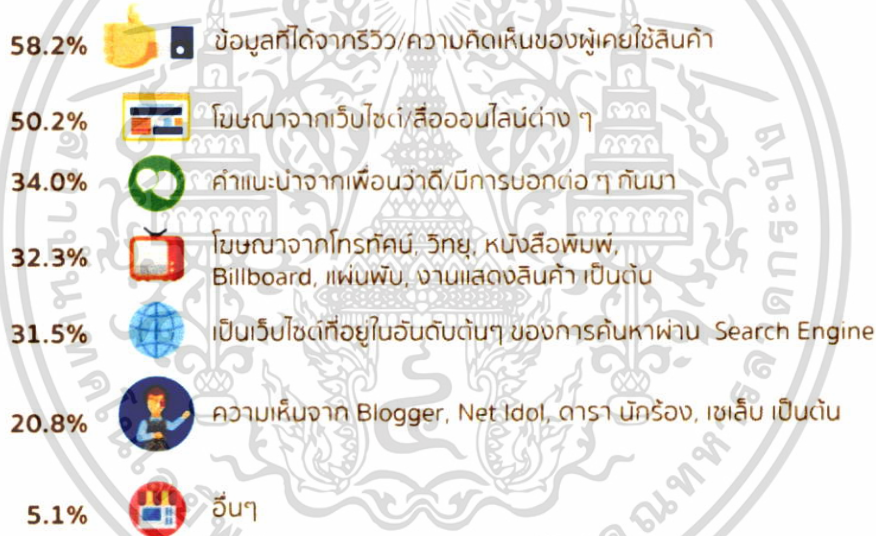 58.2% ข้อมูลที่ได้จากรีวิว/ความคิดเห็นของผู้เคยใช้สินค้า
50.2% โฆษณาจากเว็บไซต์/สื่อออนไลน์ต่าง ๆ
34.0% คำแนะนำจากเพื่อนว่าดี/มีการบอกต่อ ๆ กันมา
32.3% โฆษณาจากโทรทัศน์, วิทยุ, หนังสือพิมพ์,
Billboard, แผ่นพับ, งานแสดงสินค้า เป็นต้น
31.5% เป็นเว็บไซต์ที่อยู่ในอันดับต้นๆ ของการค้นหาผ่าน Search Engine
20.8% ความเห็นจาก Blogger, Net Idol, ดารา นักร้อง, เซเล็บ เป็นต้น
5.1% อื่นๆ